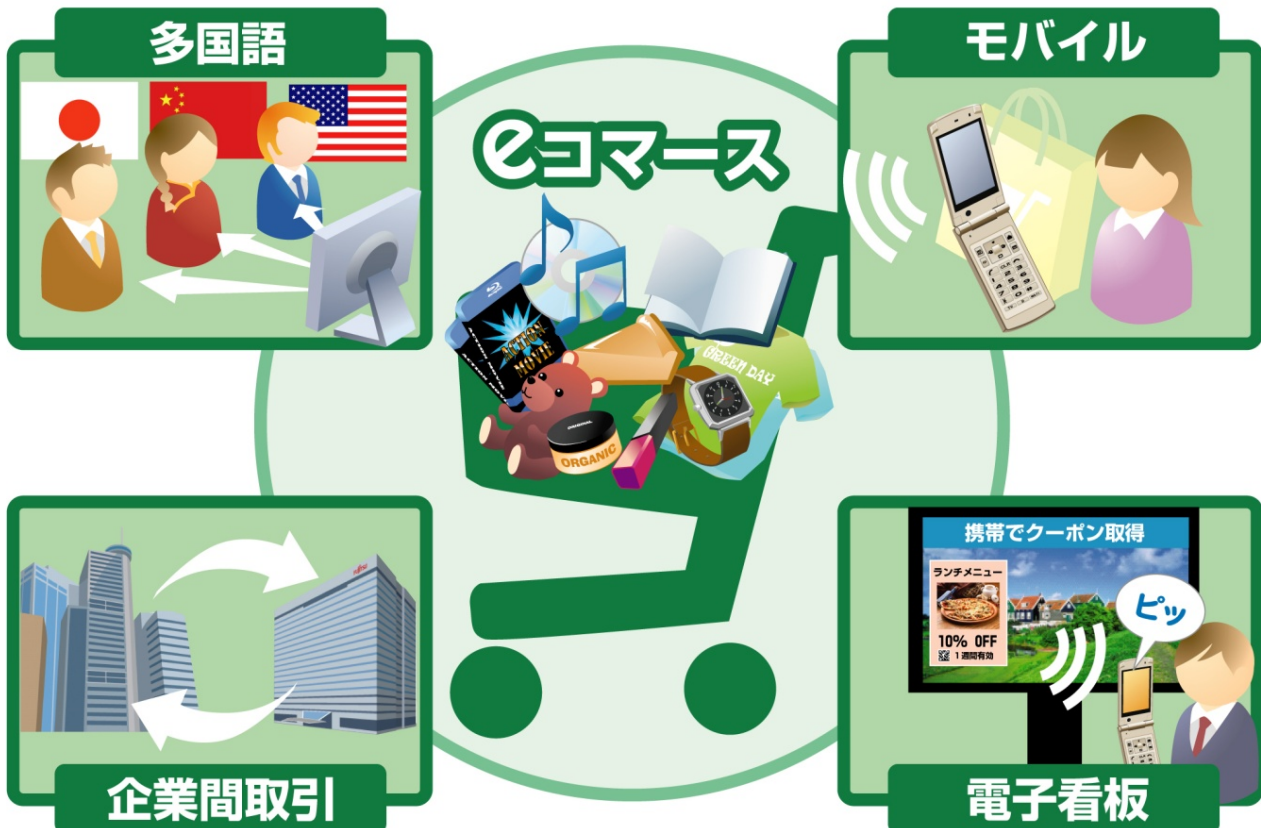 多国語
モバイル
eコマース
ACTION
MOVIE
GREEN DAY
ORIGINAL
ORGANIC
FUJITSU
企業間取引
携帯でクーポン取得
ランチメニュー
10% OFF
1週間有効
ピッ
電子看板